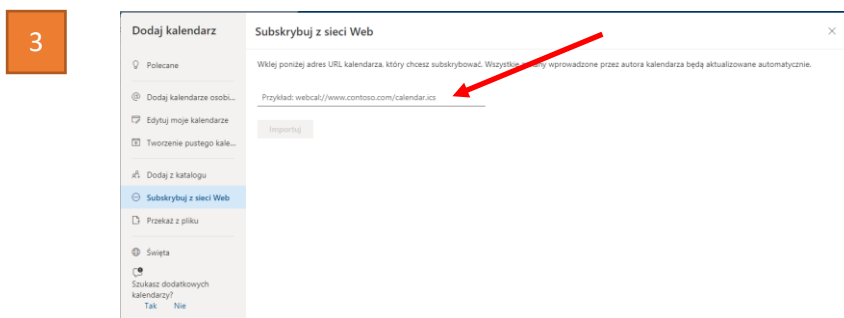 3
Dodaj kalendarz
Subskrybuj z sieci Web
Polecane
Wklej poniżej adres URL kalendarza, który chcesz subskrybować. Wszystkie wprowadzone przez autora kalendarza będą aktualizowane automatycznie.
Dodaj kalendarze osobi...
Przykład: webcal://www.contoso.com/calendar.ics
Edytuj moje kalendarze
Importuj
Tworzenie pustego kale...
Dodaj z katalogu
Subskrybuj z sieci Web
Przekaż z pliku
Święta
Szukasz dodatkowych
kalendarzy?
Tak Nie